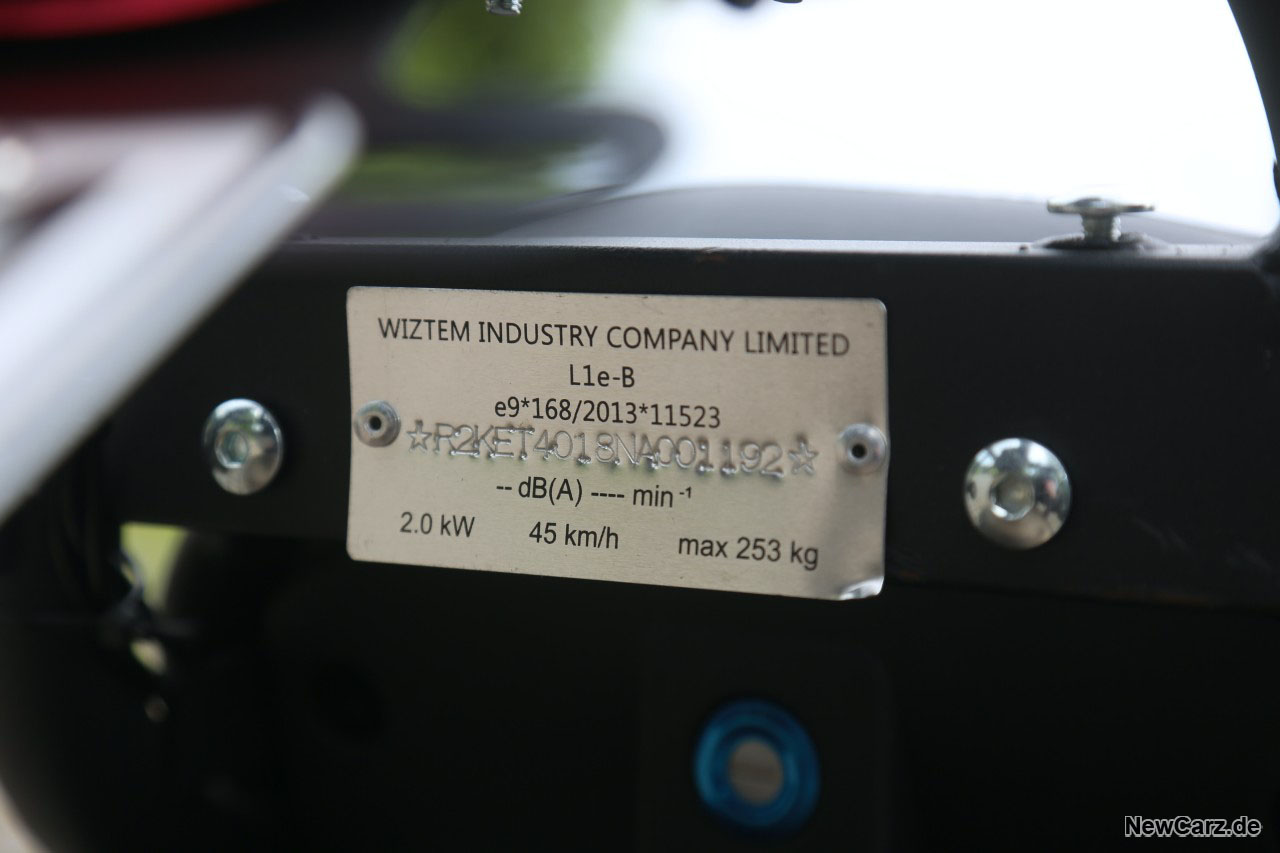 WIZTEM INDUSTRY COMPANY LIMITED
L1e-B
e9*168/2013*11523
☆R2KET4018NA001192☆
-- dB(A) ---- min⁻¹
2.0 kW 45 km/h max 253 kg
NewCarz.de